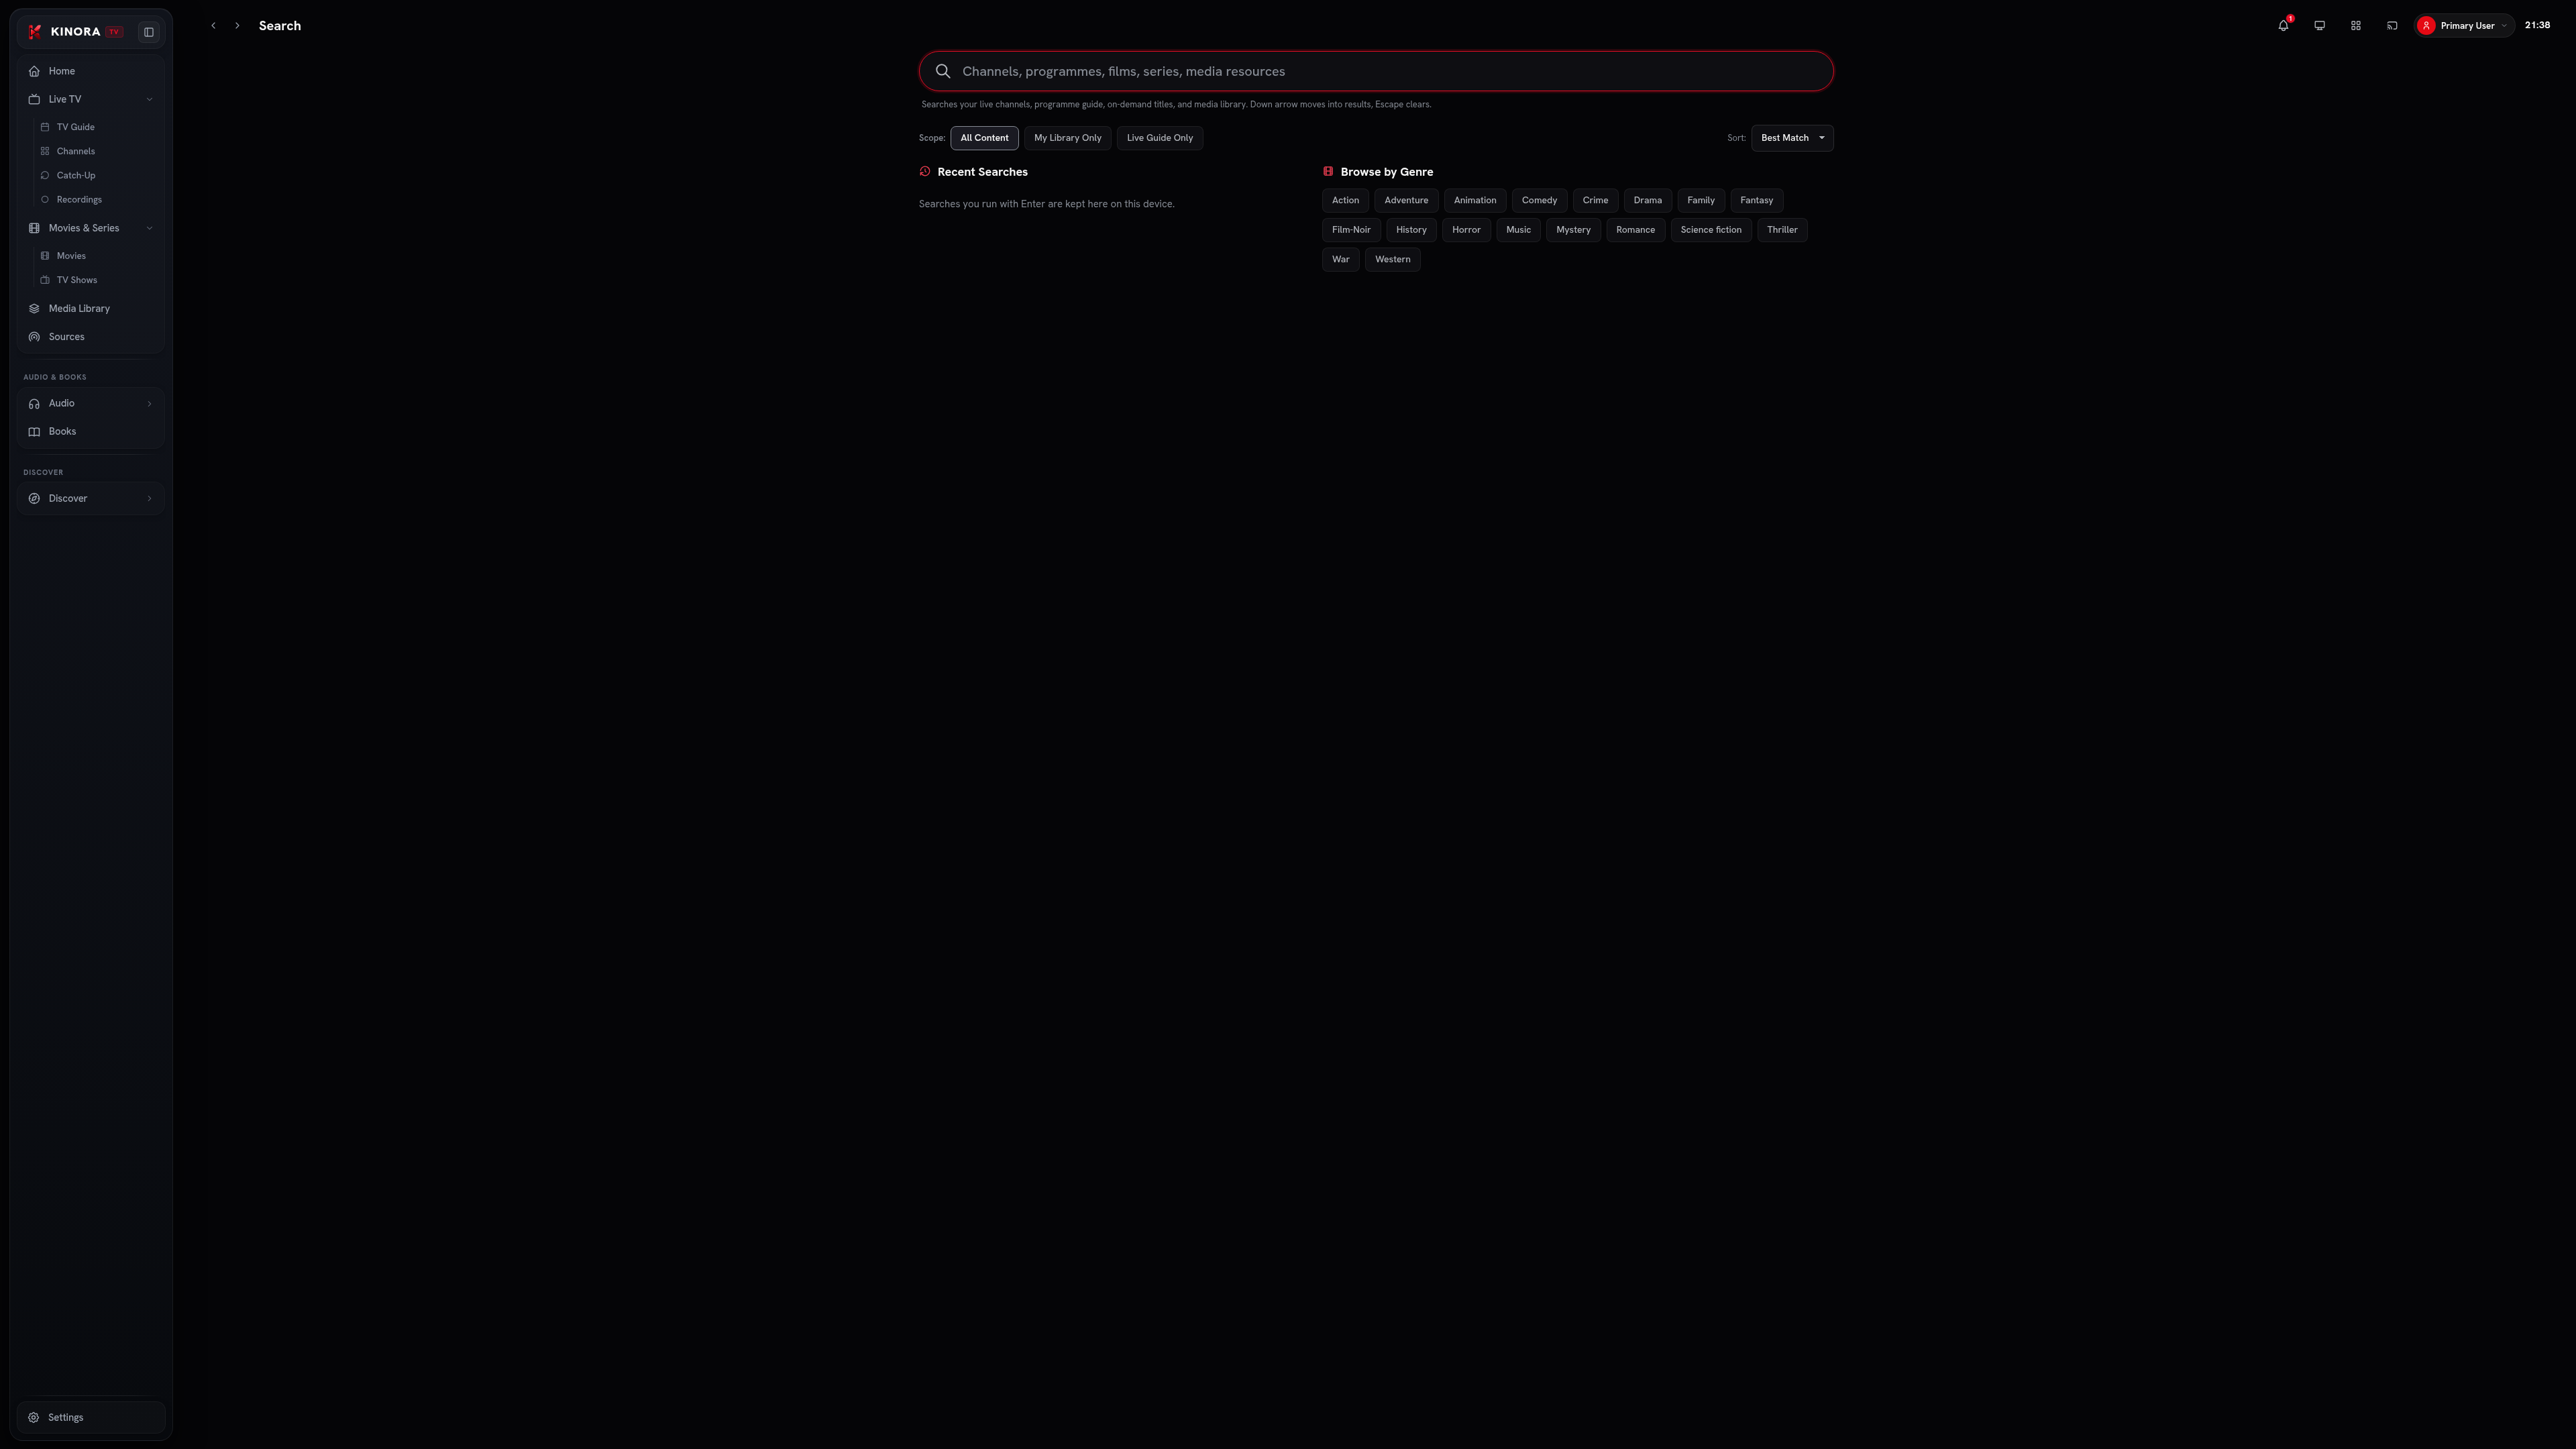 KINORA TV
Search
1
Primary User
21:38
Home
Live TV
TV Guide
Channels
Catch-Up
Recordings
Movies & Series
Movies
TV Shows
Media Library
Sources
AUDIO & BOOKS
Audio
Books
DISCOVER
Discover
Settings
Channels, programmes, films, series, media resources
Searches your live channels, programme guide, on-demand titles, and media library. Down arrow moves into results, Escape clears.
Scope: All Content My Library Only Live Guide Only
Sort: Best Match
Recent Searches
Searches you run with Enter are kept here on this device.
Browse by Genre
Action Adventure Animation Comedy Crime Drama Family Fantasy
Film-Noir History Horror Music Mystery Romance Science fiction Thriller
War Western